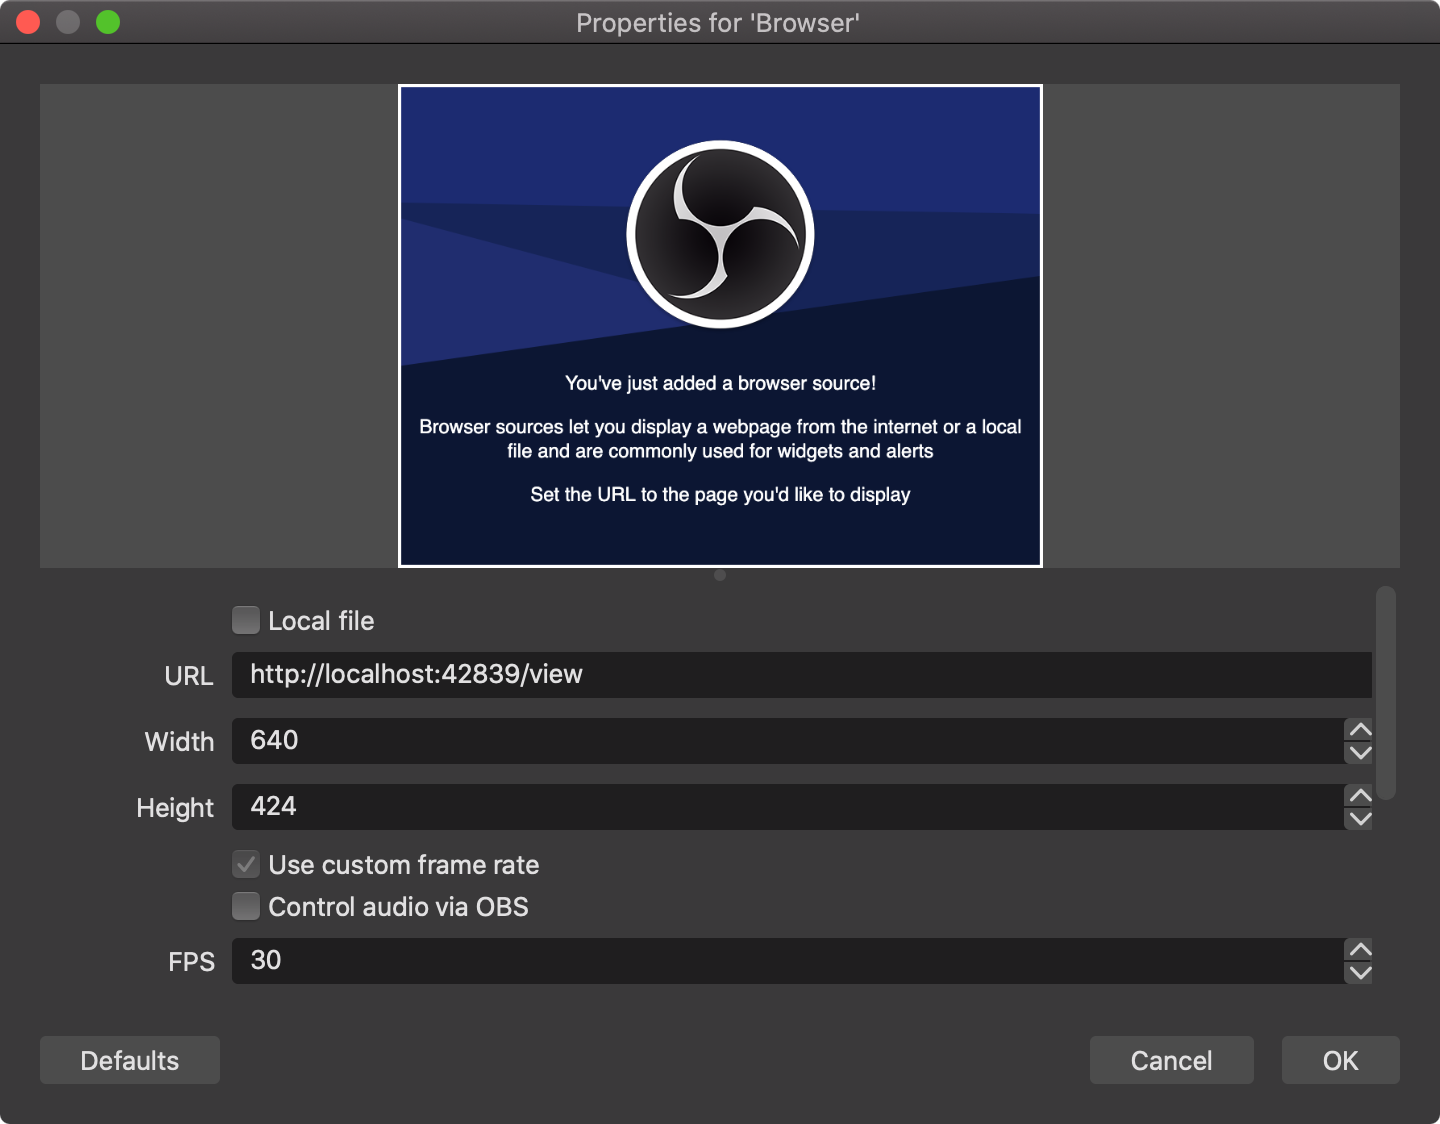 Properties for 'Browser'
You've just added a browser source!
Browser sources let you display a webpage from the internet or a local
file and are commonly used for widgets and alerts
Set the URL to the page you'd like to display
Local file
URL http://localhost:42839/view
Width 640
Height 424
Use custom frame rate
Control audio via OBS
FPS 30
Defaults Cancel OK